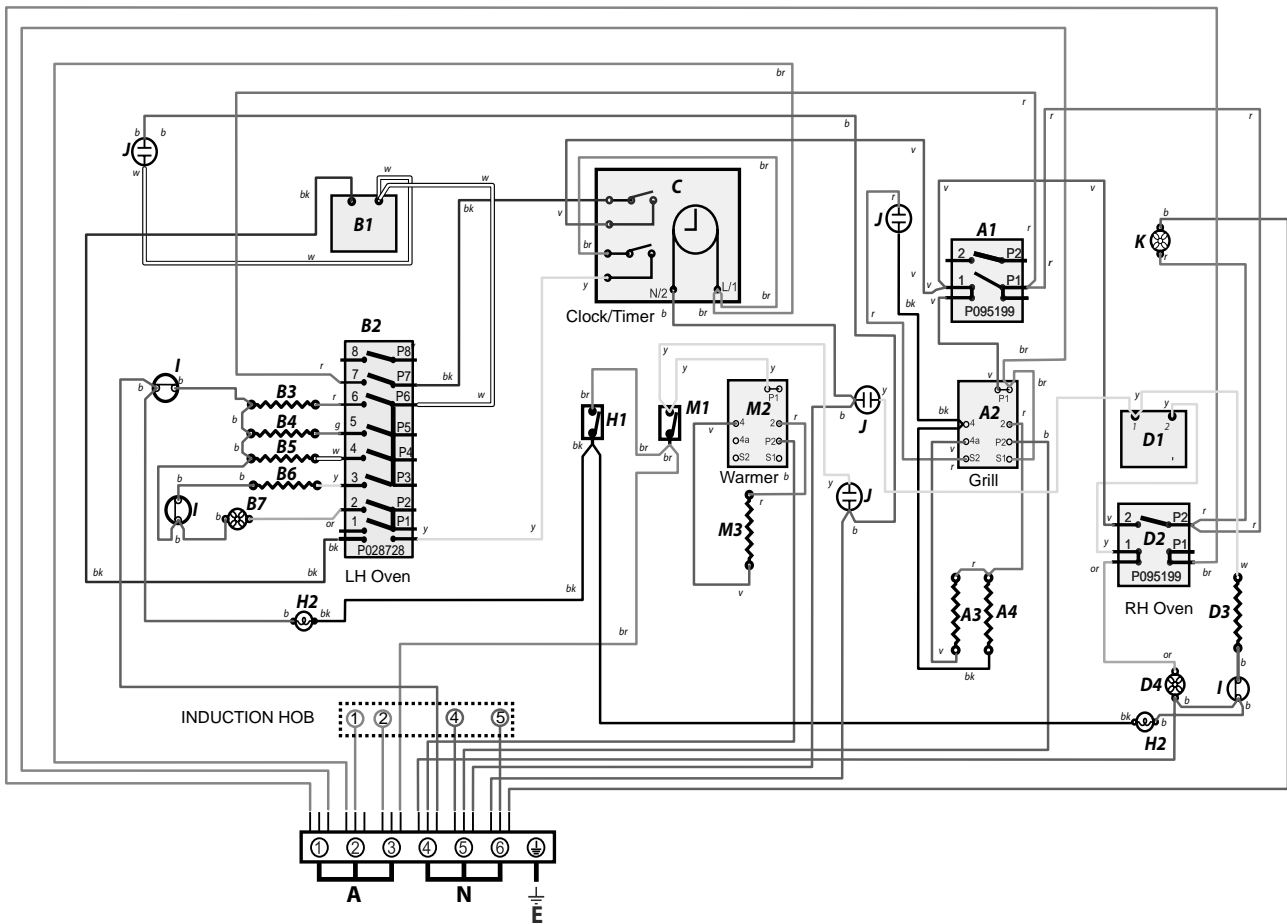 br
r r
b b b r r
J
w w
w v br v v
bk C r b
B1 w bk v J A1 K
br r r
w 2 P2
y 1 P1 r
N/2 L/1 v
b br br v P095199
Clock/Timer bk
B2
8 P8
I r 7 P7 bk y y br
b b 6 P6 w br y v P1 br
B3 r P1 y
b H1 M1 M2 r J bk A2 r y y
B4 g 5 P5 v 4 2 b 4 2 b 1 2
b 4a P2 4a P2 D1
B5 w 4 P4 S2 S1 v S2 S1
b B6 y 3 P3 br Warmer b r Grill
I B7 r y J r
b 2 P2 M3 v 2 P2 r
b b or 1 P1 y y 1 D2 P1
bk P028728 b or P095199 br
bk LH Oven bk v r RH Oven w
H2 A3 A4 D3
b bk br v or b
bk D4 I
INDUCTION HOB 1 2 4 5 bk b b b
H2
1 2 3 4 5 6
A N E